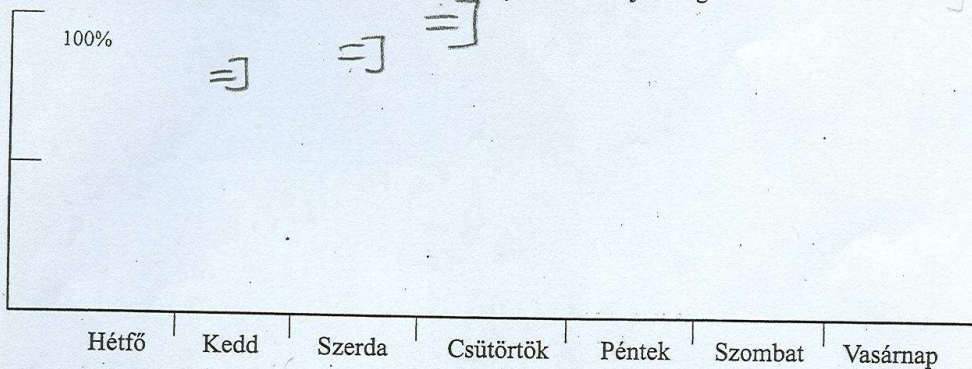 100%
=]
=]
=]
Hétfő Kedd Szerda Csütörtök Péntek Szombat Vasárnap